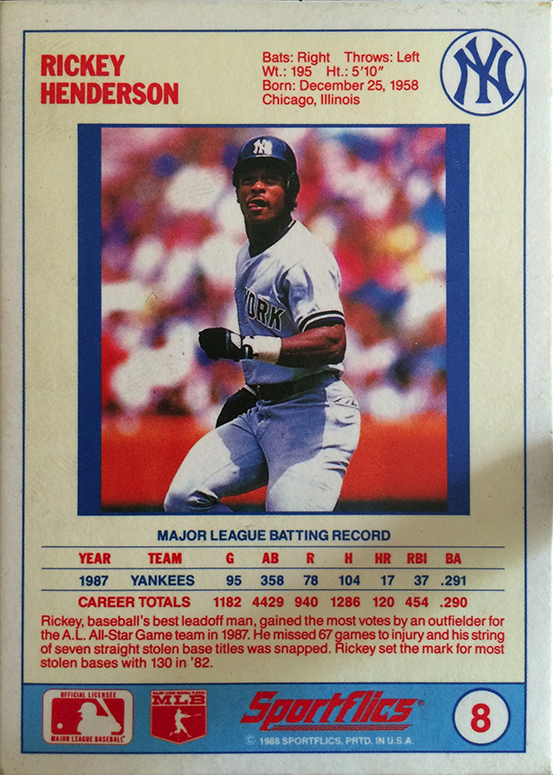 RICKEY
HENDERSON
Bats: Right Throws: Left
Wt.: 195 Ht.: 5'10"
Born: December 25, 1958
Chicago, Illinois
NY
NY
YORK
MAJOR LEAGUE BATTING RECORD
YEAR TEAM G AB R H HR RBI BA
1987 YANKEES 95 358 78 104 17 37 .291
CAREER TOTALS 1182 4429 940 1286 120 454 .290
Rickey, baseball's best leadoff man, gained the most votes by an outfielder for
the A.L. All-Star Game team in 1987. He missed 67 games to injury and his string
of seven straight stolen base titles was snapped. Rickey set the mark for most
stolen bases with 130 in '82.
OFFICIAL LICENSEE
MAJOR LEAGUE BASEBALL
MAJOR LEAGUE BASEBALL PLAYERS
MLB
Sportflics®
© 1988 SPORTFLICS, PRTD. IN U.S.A.
8